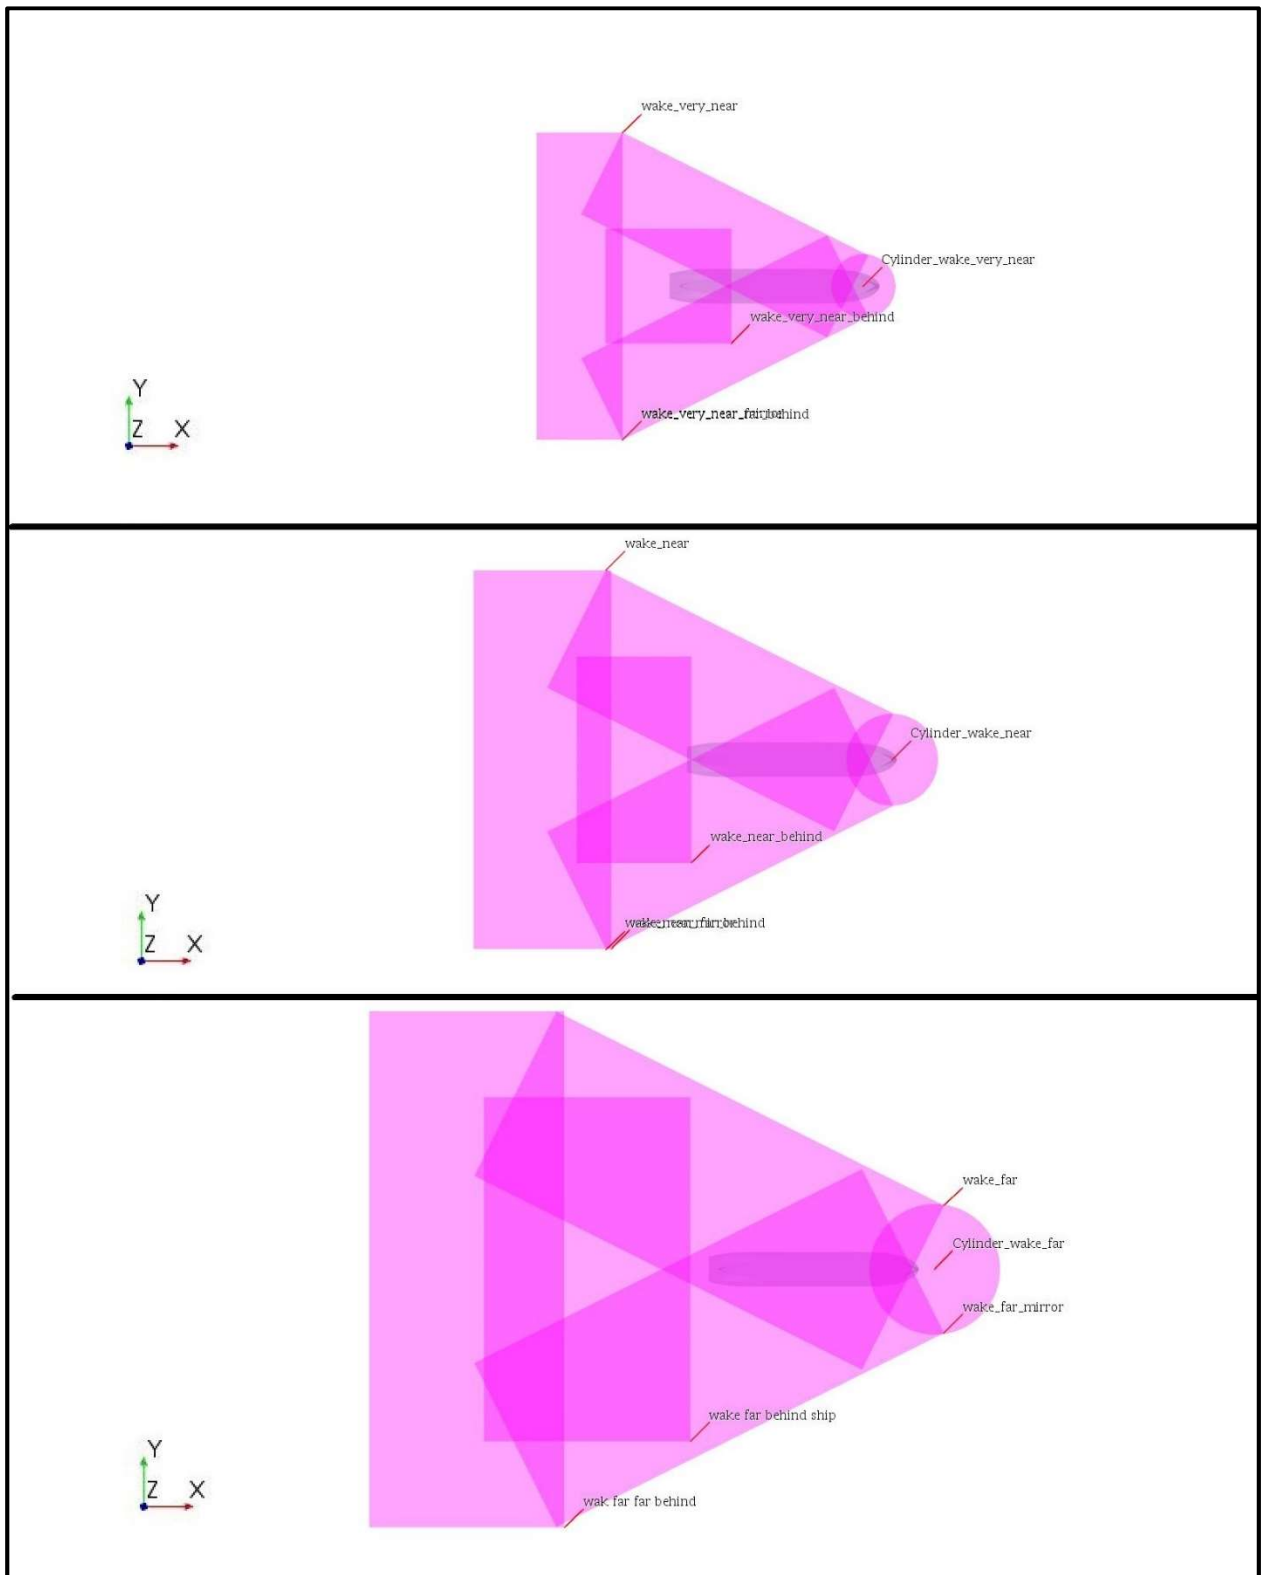 wake_very_near
Cylinder_wake_very_near
wake_very_near_behind
Y
Z X
wake_near
Cylinder_wake_near
wake_near_behind
Y
Z X
wake_far
Cylinder_wake_far
wake_far_mirror
wake far behind ship
Y
Z X
wak far far behind